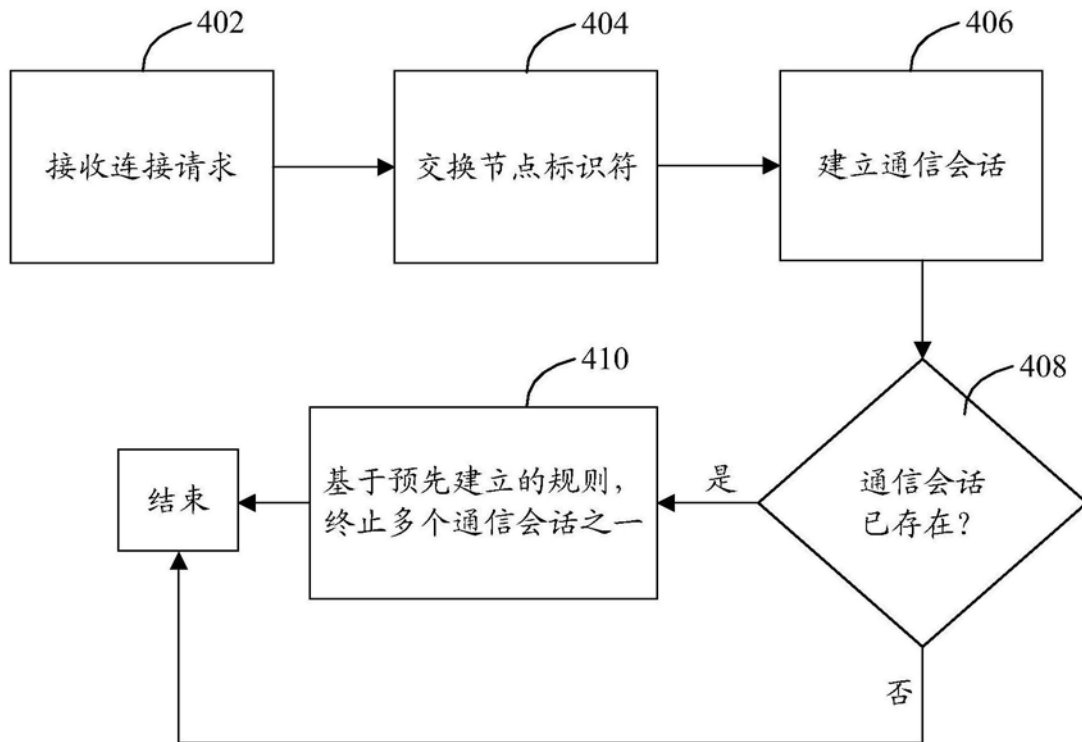 402
404
406
接收连接请求
交换节点标识符
建立通信会话
410
408
结束
基于预先建立的规则，
终止多个通信会话之一
是
通信会话
已存在？
否